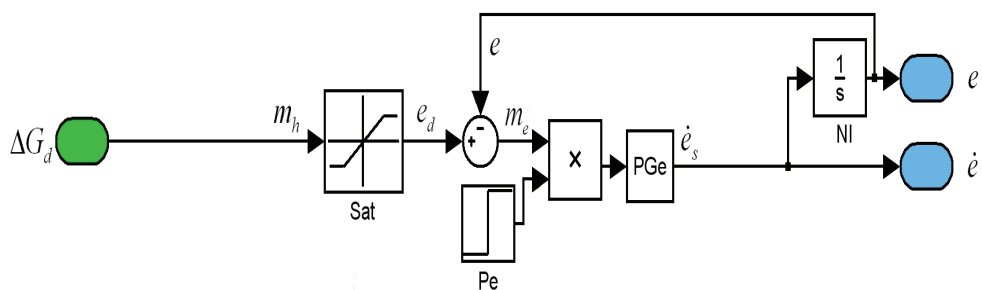 e
1
s
NI
e
ΔG_d
m_h
Sat
e_d
+
-
m_e
×
Pe
PGe
ė_s
ė